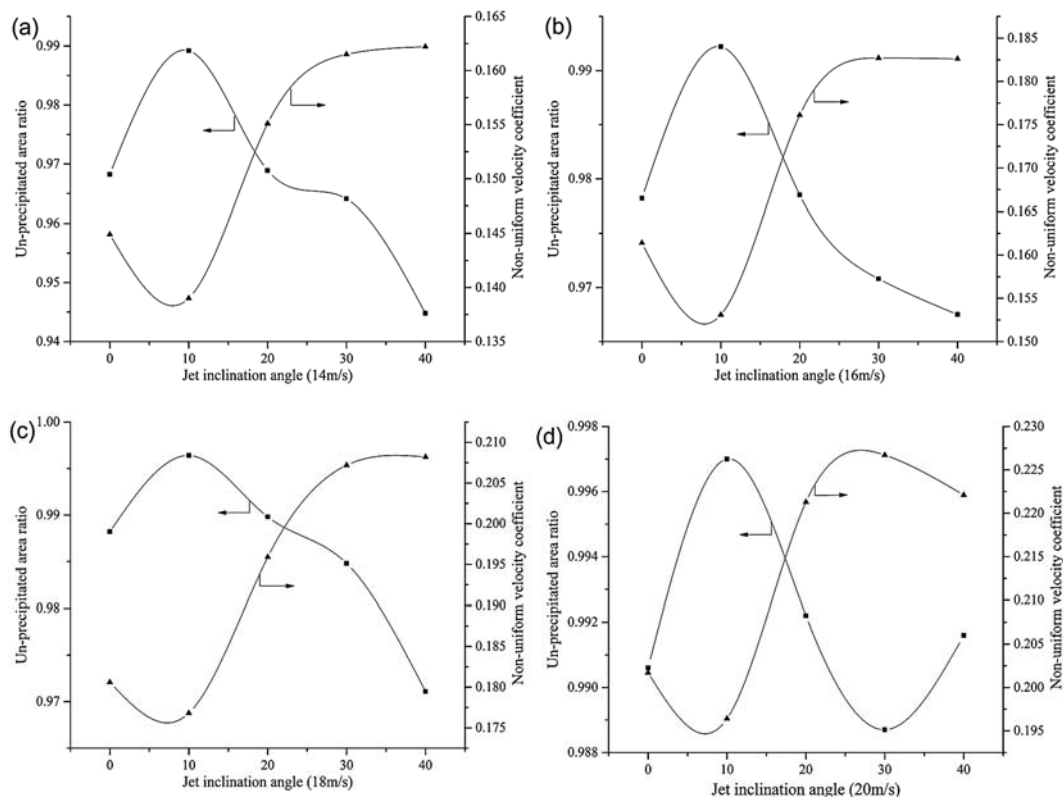 (a)
0.99
0.98
0.97
0.96
0.95
0.94
Un-precipitated area ratio
0.165
0.160
0.155
0.150
0.145
0.140
0.135
Non-uniform velocity coefficient
0 10 20 30 40
Jet inclination angle (14m/s)
(b)
0.99
0.98
0.97
Un-precipitated area ratio
0.185
0.180
0.175
0.170
0.165
0.160
0.155
0.150
Non-uniform velocity coefficient
0 10 20 30 40
Jet inclination angle (16m/s)
(c)
1.00
0.99
0.98
0.97
Un-precipitated area ratio
0.210
0.205
0.200
0.195
0.190
0.185
0.180
0.175
Non-uniform velocity coefficient
0 10 20 30 40
Jet inclination angle (18m/s)
(d)
0.998
0.996
0.994
0.992
0.990
0.988
Un-precipitated area ratio
0.230
0.225
0.220
0.215
0.210
0.205
0.200
0.195
Non-uniform velocity coefficient
0 10 20 30 40
Jet inclination angle (20m/s)